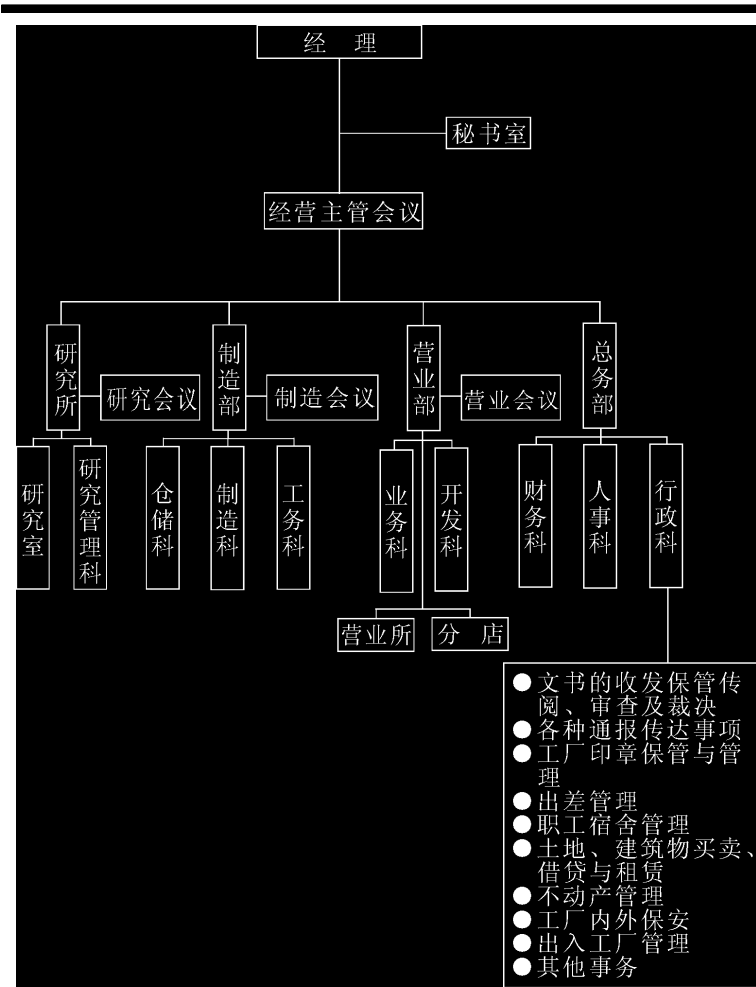 经 理
秘书室
经营主管会议
研究所
研究会议
制造部
制造会议
营业部
营业会议
总务部
研究室
研究管理科
仓储科
制造科
工务科
业务科
开发科
财务科
人事科
行政科
营业所
分 店
●文书的收发保管传
阅、审查及裁决
●各种通报传达事项
●工厂印章保管与管
理
●出差管理
●职工宿舍管理
●土地、建筑物买卖、
借贷与租赁
●不动产管理
●工厂内外保安
●出入工厂管理
●其他事务